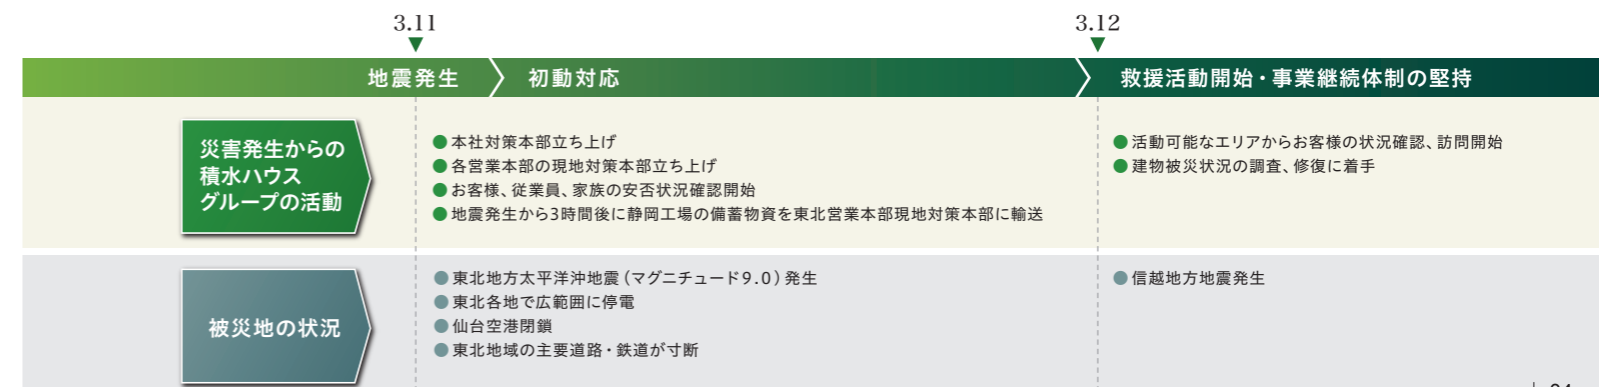 3.11
3.12
地震発生
初動対応
救援活動開始・事業継続体制の堅持
災害発生からの
積水ハウス
グループの活動
●本社対策本部立ち上げ
●各営業本部の現地対策本部立ち上げ
●お客様、従業員、家族の安否状況確認開始
●地震発生から3時間後に静岡工場の備蓄物資を東北営業本部現地対策本部に輸送
●活動可能なエリアからお客様の状況確認、訪問開始
●建物被災状況の調査、修復に着手
被災地の状況
●東北地方太平洋沖地震（マグニチュード9.0）発生
●東北各地で広範囲に停電
●仙台空港閉鎖
●東北地域の主要道路・鉄道が寸断
●信越地方地震発生